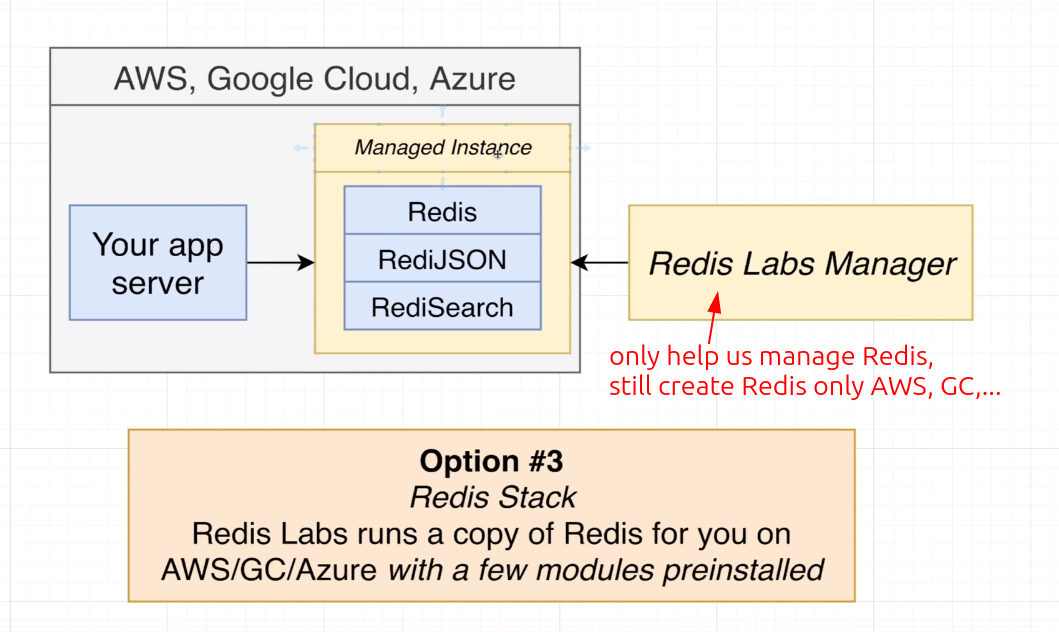 AWS, Google Cloud, Azure
Managed Instance
Redis
RediJSON
RediSearch
Your app
server
Redis Labs Manager
only help us manage Redis,
still create Redis only AWS, GC,...
Option #3
Redis Stack
Redis Labs runs a copy of Redis for you on
AWS/GC/Azure with a few modules preinstalled